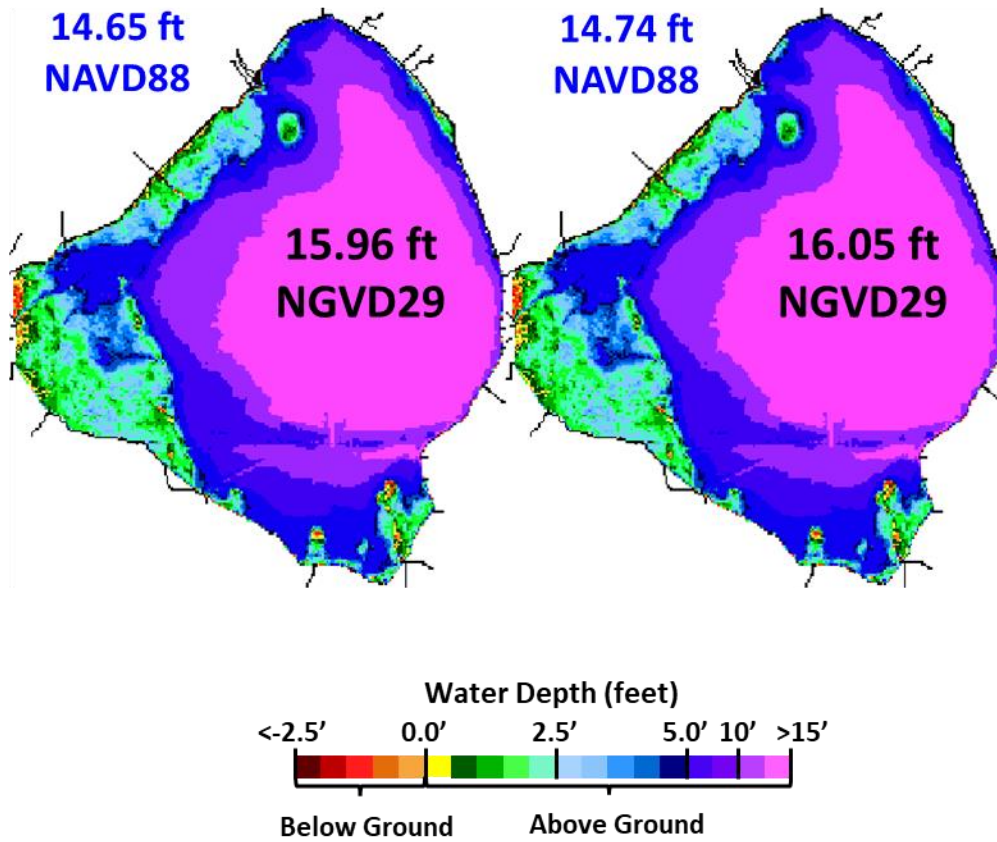 14.65 ft
NAVD88
14.74 ft
NAVD88
15.96 ft
NGVD29
16.05 ft
NGVD29
Water Depth (feet)
<-2.5’ 0.0’ 2.5’ 5.0’ 10’ >15’
Below Ground Above Ground